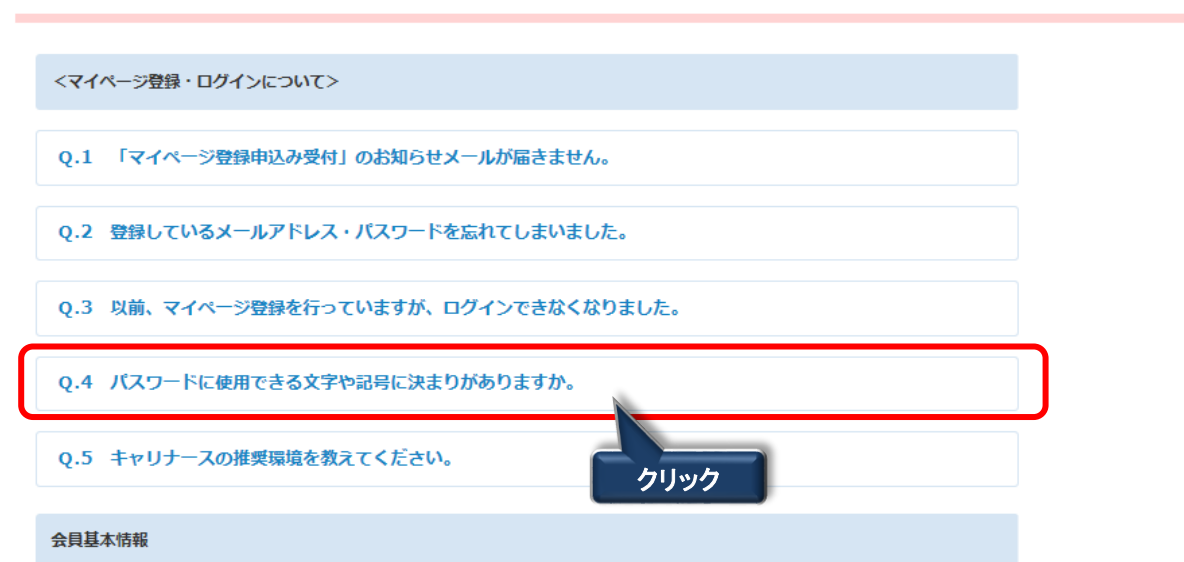 <マイページ登録・ログインについて>
Q.1 「マイページ登録申込み受付」のお知らせメールが届きません。
Q.2 登録しているメールアドレス・パスワードを忘れてしまいました。
Q.3 以前、マイページ登録を行っていますが、ログインできなくなりました。
Q.4 パスワードに使用できる文字や記号に決まりがありますか。
Q.5 キャリナースの推奨環境を教えてください。
クリック
会員基本情報